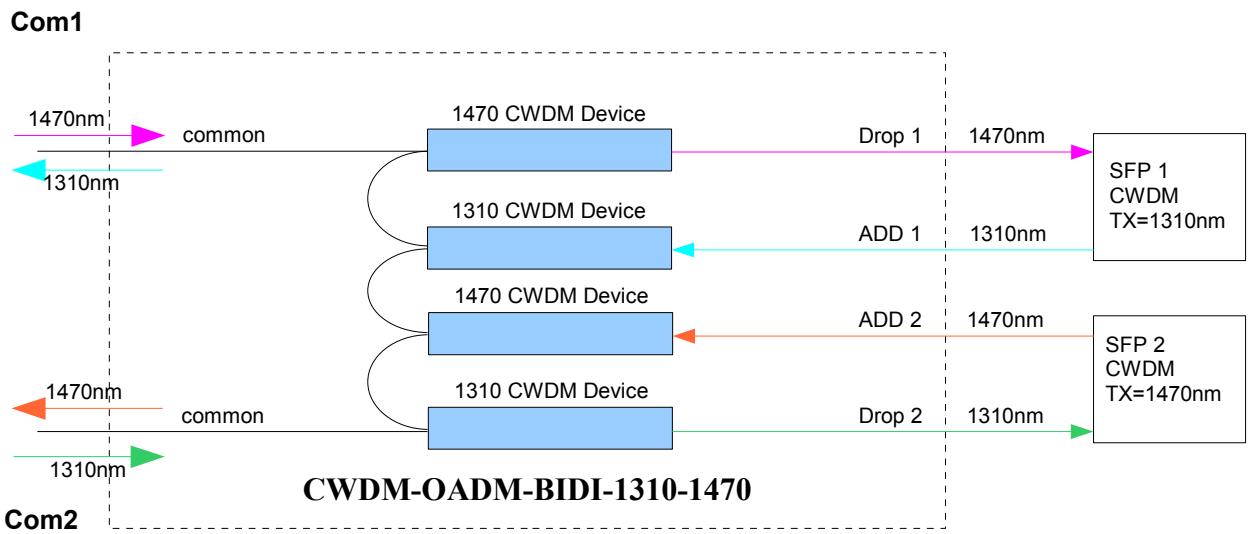 Com1
1470nm
common
1310nm
1470 CWDM Device
Drop 1
1470nm
SFP 1
CWDM
TX=1310nm
1310 CWDM Device
ADD 1
1310nm
1470 CWDM Device
ADD 2
1470nm
SFP 2
CWDM
TX=1470nm
1470nm
common
1310nm
1310 CWDM Device
Drop 2
1310nm
CWDM-OADM-BIDI-1310-1470
Com2